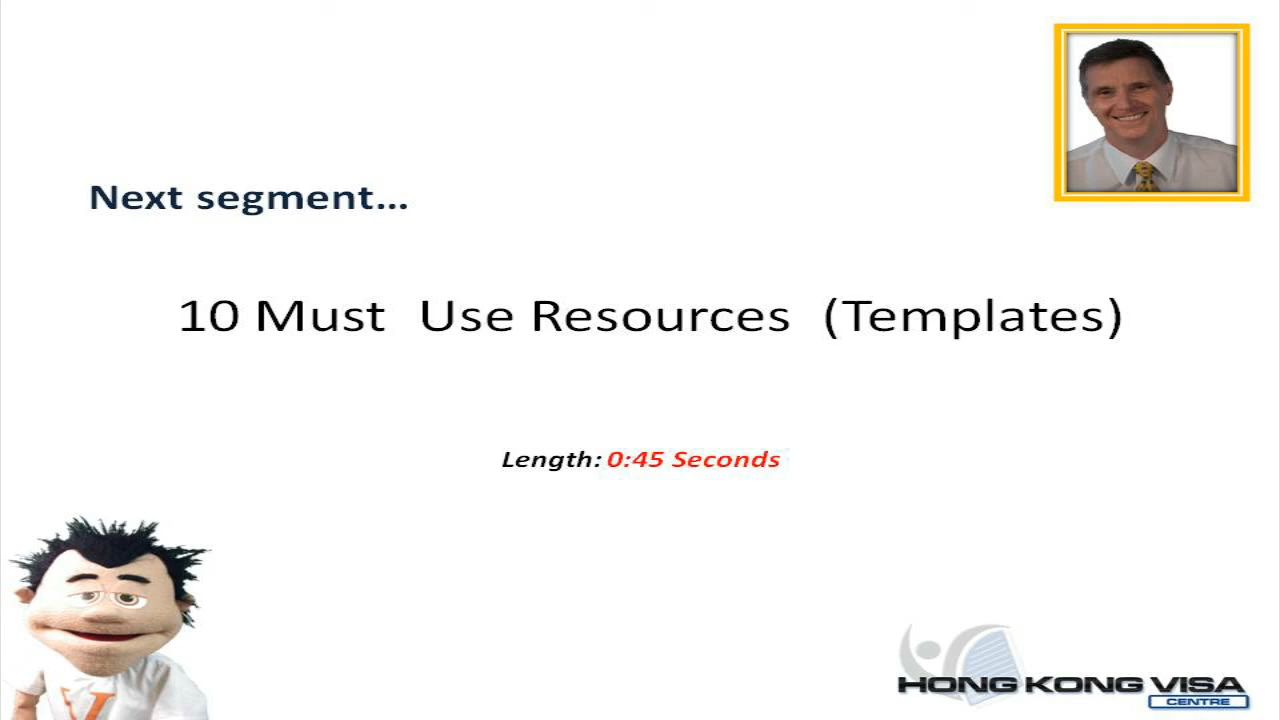 Next segment...
10 Must Use Resources (Templates)
Length: 0:45 Seconds
V
HONG KONG VISA
CENTRE